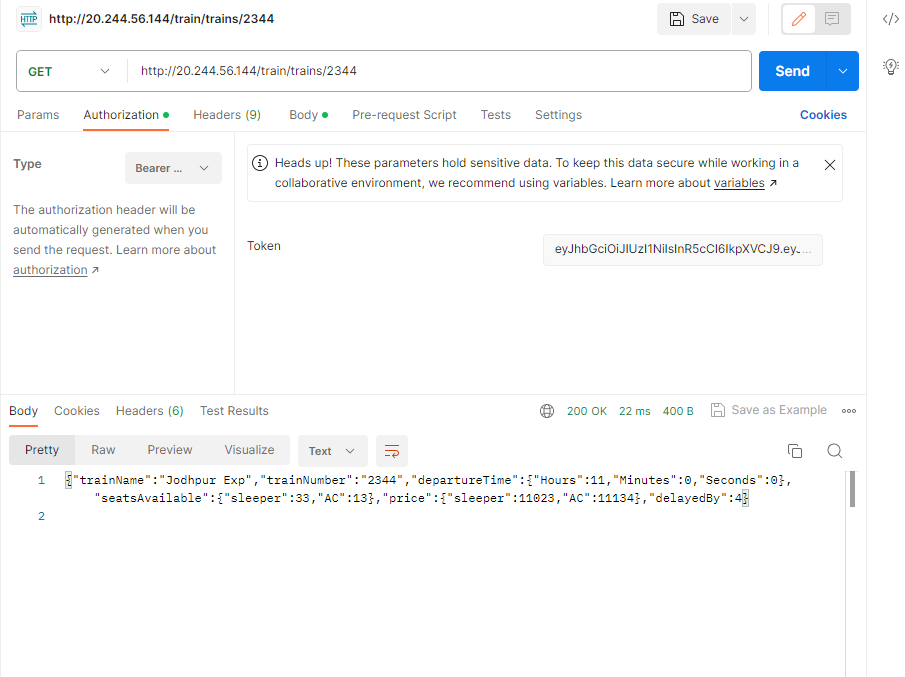 HTTP http://20.244.56.144/train/trains/2344 Save
GET http://20.244.56.144/train/trains/2344 Send
Params Authorization Headers (9) Body Pre-request Script Tests Settings Cookies
Type Bearer ...
The authorization header will be
automatically generated when you
send the request. Learn more about
authorization ↗
Heads up! These parameters hold sensitive data. To keep this data secure while working in a
collaborative environment, we recommend using variables. Learn more about variables ↗
Token eyJhbGciOiJIUzI1NiIsInR5cCI6IkpXVCJ9.ey...
Body Cookies Headers (6) Test Results 200 OK 22 ms 400 B Save as Example
Pretty Raw Preview Visualize Text
1 {"trainName":"Jodhpur Exp","trainNumber":"2344","departureTime":{"Hours":11,"Minutes":0,"Seconds":0},
"seatsAvailable":{"sleeper":33,"AC":13},"price":{"sleeper":11023,"AC":11134},"delayedBy":4}
2